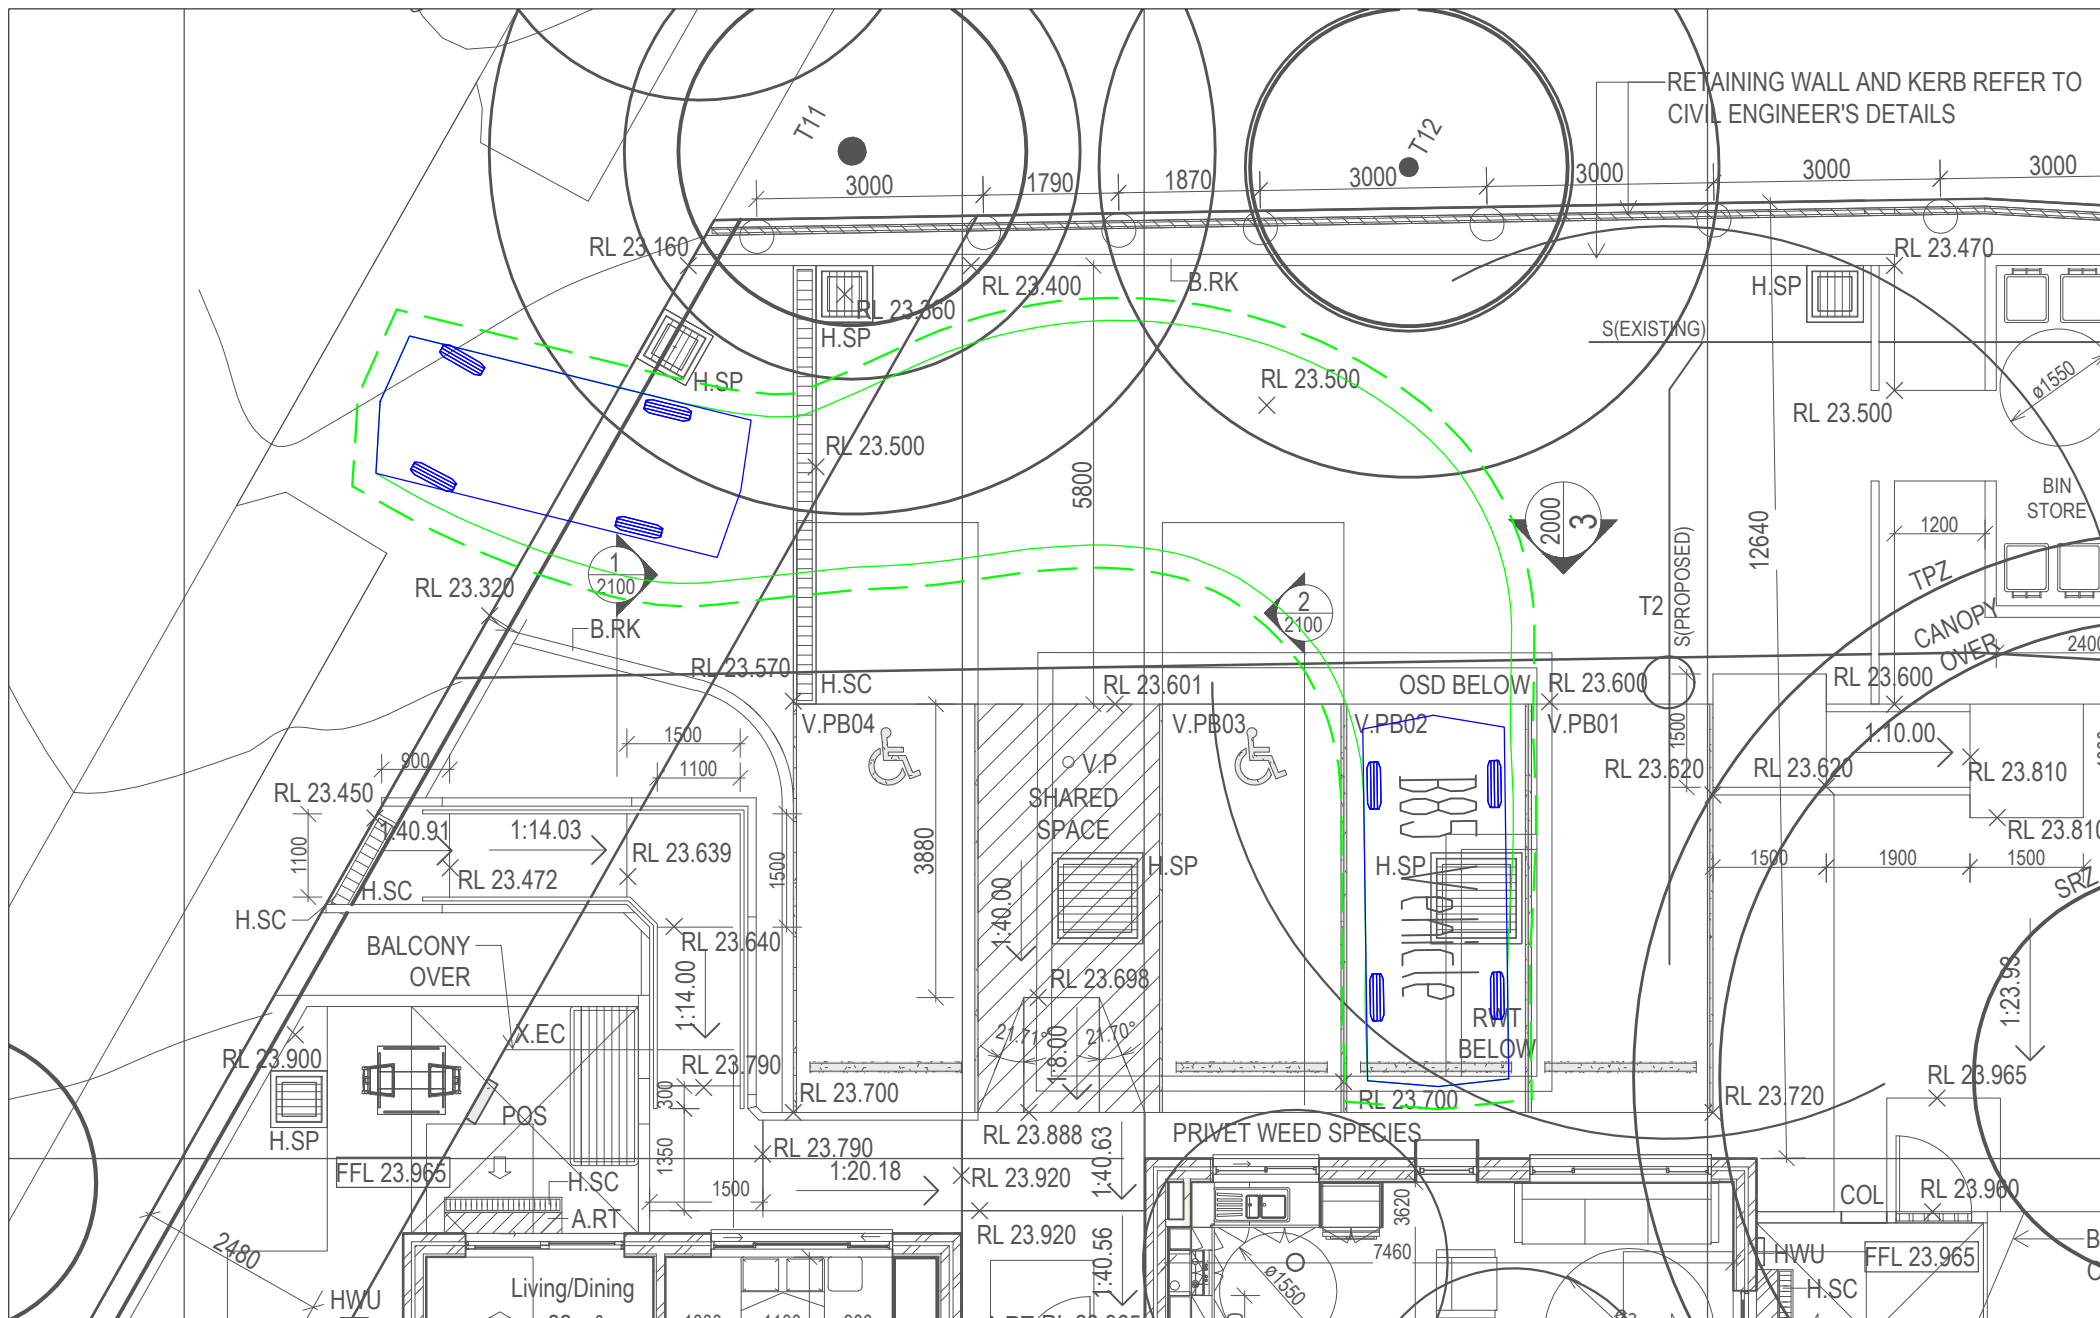 RETAINING WALL AND KERB REFER TO
CIVIL ENGINEER'S DETAILS
T11
T12
3000
1790
1870
3000
3000
3000
3000
RL 23.160
RL 23.400
B.RK
RL 23.470
H.SP
RL 23.360
H.SP
S(EXISTING)
H.SP
RL 23.500
RL 23.500
ø1550
RL 23.500
5800
2000
3
12640
BIN
STORE
1200
1
2100
RL 23.320
B.RK
2
2100
T2
S(PROPOSED)
TPZ
CANOPY
OVER
2400
RL 23.570
H.SC
RL 23.601
OSD BELOW
RL 23.600
RL 23.600
V.PB04
V.PB03
V.PB02
V.PB01
1500
1500
1:10.00
900
1100
V.P
SHARED
SPACE
RL 23.620
RL 23.620
RL 23.810
RL 23.450
1:40.91
1:14.03
RL 23.639
3880
B85 Vehicle
RL 23.810
1100
RL 23.472
1500
H.SP
H.SP
1500
1900
1500
SRZ
H.SC
H.SC
BALCONY
OVER
RL 23.640
1:40.00
1:14.00
RL 23.698
1:23.93
X.EC
21.71°
21.70°
1:8.00
RWT
BELOW
RL 23.900
RL 23.790
300
RL 23.700
RL 23.700
RL 23.965
RL 23.720
POS
H.SP
RL 23.888
PRIVET WEED SPECIES
1350
RL 23.790
1:40.63
FFL 23.965
1:20.18
RL 23.920
H.SC
1500
A.RT
COL
RL 23.960
3620
2480
RL 23.920
1:40.56
7460
HWU
FFL 23.965
Living/Dining
ø1550
H.SC
HWU